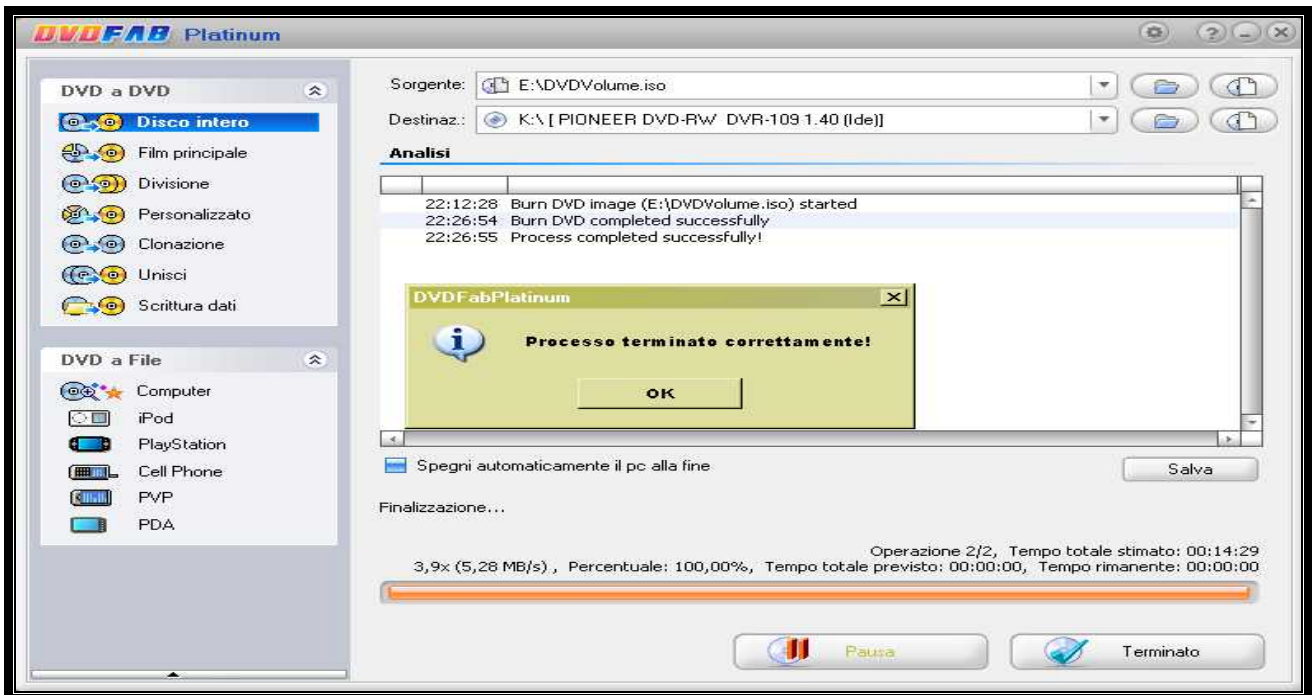 DVDFAB Platinum
DVD a DVD
Disco intero
Film principale
Divisione
Personalizzato
Clonazione
Unisci
Scrittura dati
DVD a File
Computer
iPod
PlayStation
Cell Phone
PVP
PDA
Sorgente: E:\DVDVolume.iso
Destinaz.: K:\ [ PIONEER DVD-RW DVR-109 1.40 (Ide)]
Analisi
22:12:28 Burn DVD image (E:\DVDVolume.iso) started
22:26:54 Burn DVD completed successfully
22:26:55 Process completed successfully!
DVDFabPlatinum
Processo terminato correttamente!
OK
Spegni automaticamente il pc alla fine
Salva
Finalizzazione...
Operazione 2/2, Tempo totale stimato: 00:14:29
3,9x (5,28 MB/s) , Percentuale: 100,00%, Tempo totale previsto: 00:00:00, Tempo rimanente: 00:00:00
Pausa
Terminato